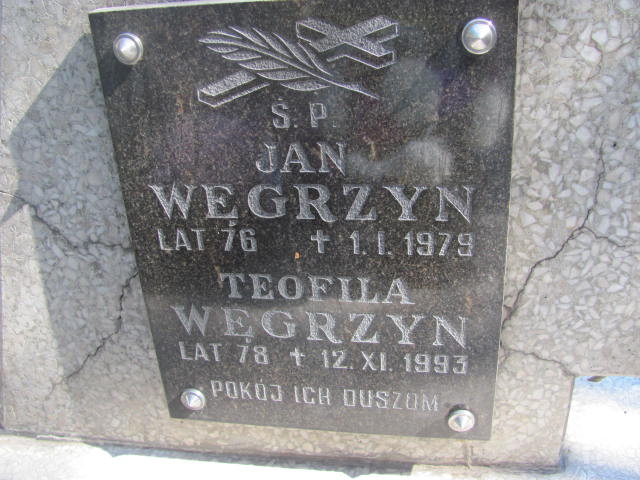 Ś. P.
JAN
WĘGRZYN
LAT 76 + 1. I. 1979
TEOFILA
WĘGRZYN
LAT 78 + 12. XI. 1993
POKÓJ ICH DUSZOM